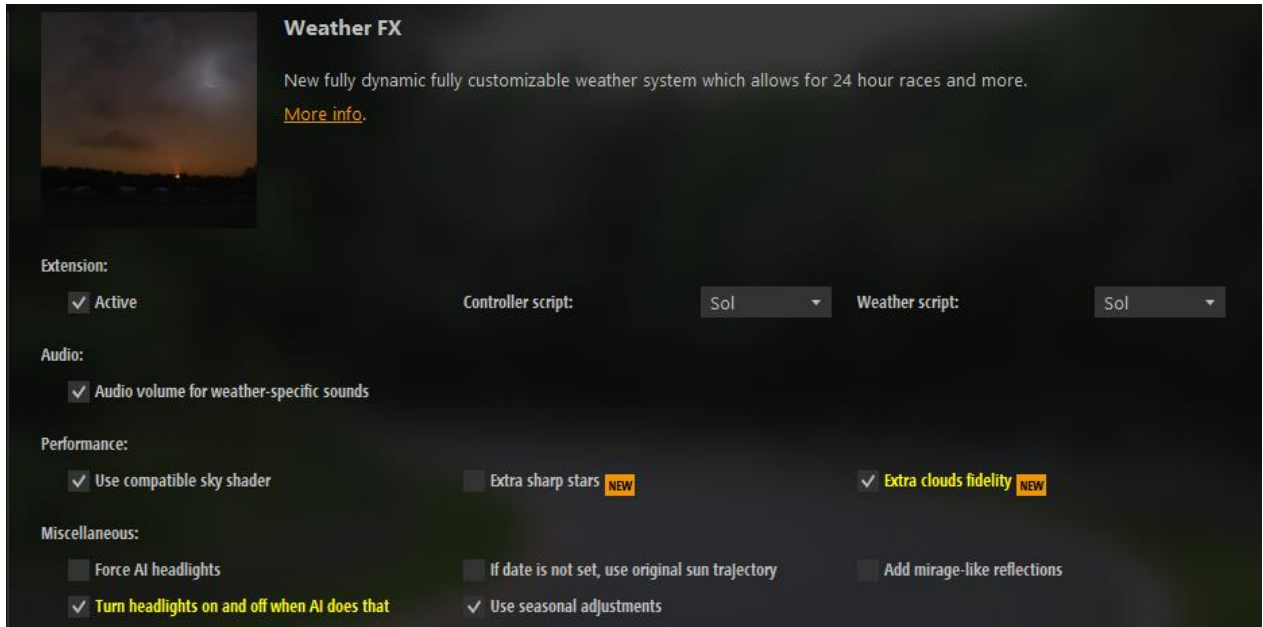 Weather FX
New fully dynamic fully customizable weather system which allows for 24 hour races and more.
More info.
Extension:
Active Controller script: Sol Weather script: Sol
Audio:
Audio volume for weather-specific sounds
Performance:
Use compatible sky shader Extra sharp stars NEW Extra clouds fidelity NEW
Miscellaneous:
Force AI headlights If date is not set, use original sun trajectory Add mirage-like reflections
Turn headlights on and off when AI does that Use seasonal adjustments